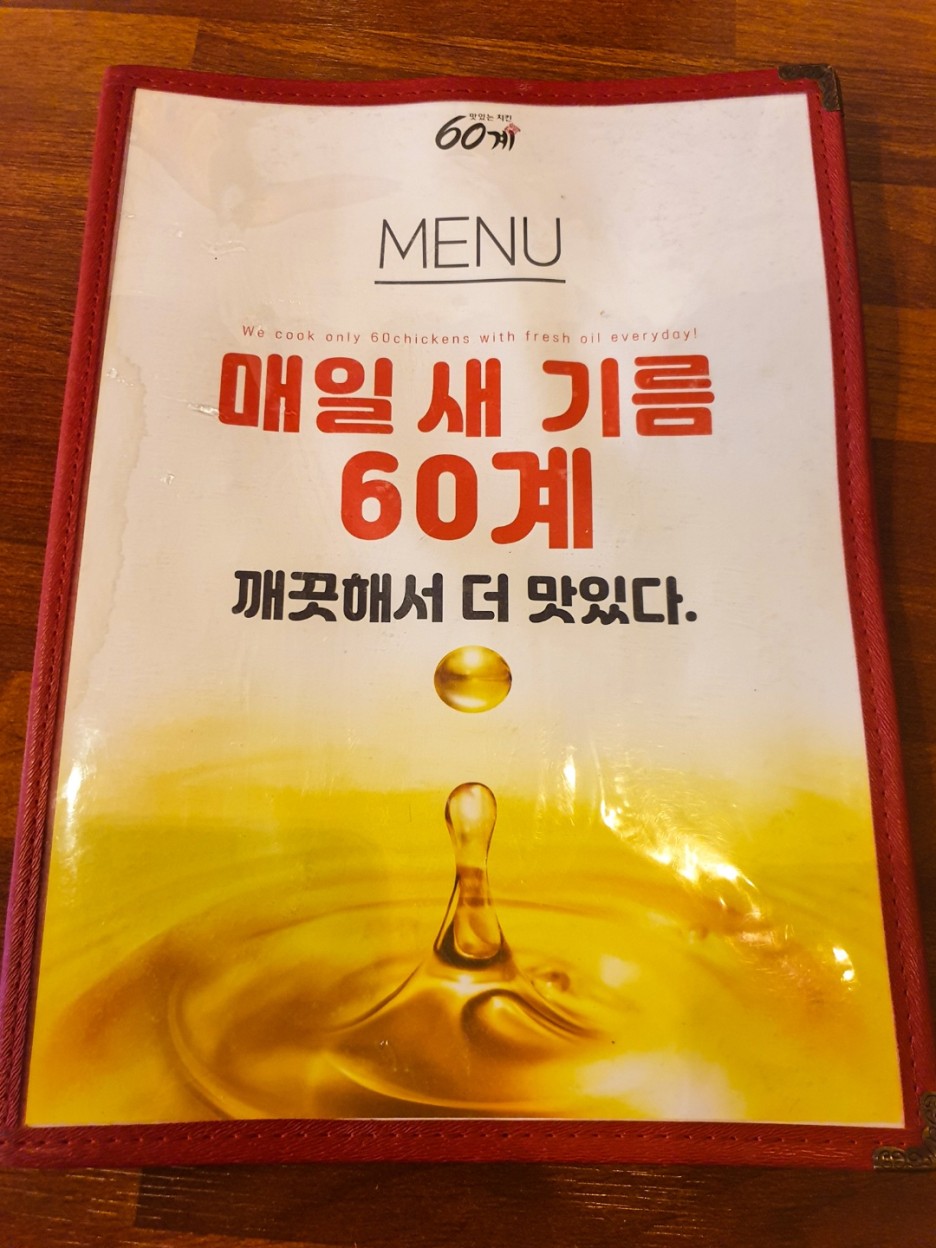 맛있는 치킨
60계
MENU
We cook only 60chickens with fresh oil everyday!
매일 새 기름
60계
깨끗해서 더 맛있다.